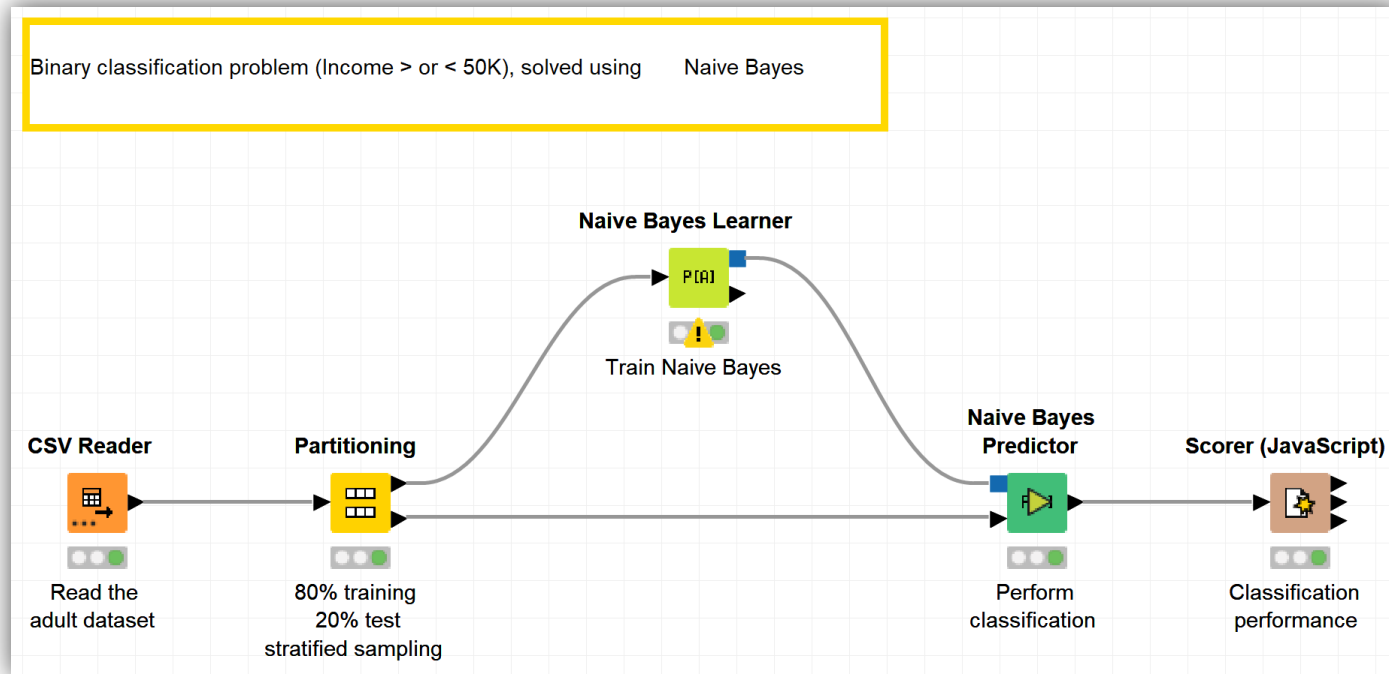 Binary classification problem (Income > or < 50K), solved using Naive Bayes
Naive Bayes Learner
P[A]
Train Naive Bayes
CSV Reader
Read the
adult dataset
Partitioning
80% training
20% test
stratified sampling
Naive Bayes
Predictor
Perform
classification
Scorer (JavaScript)
Classification
performance